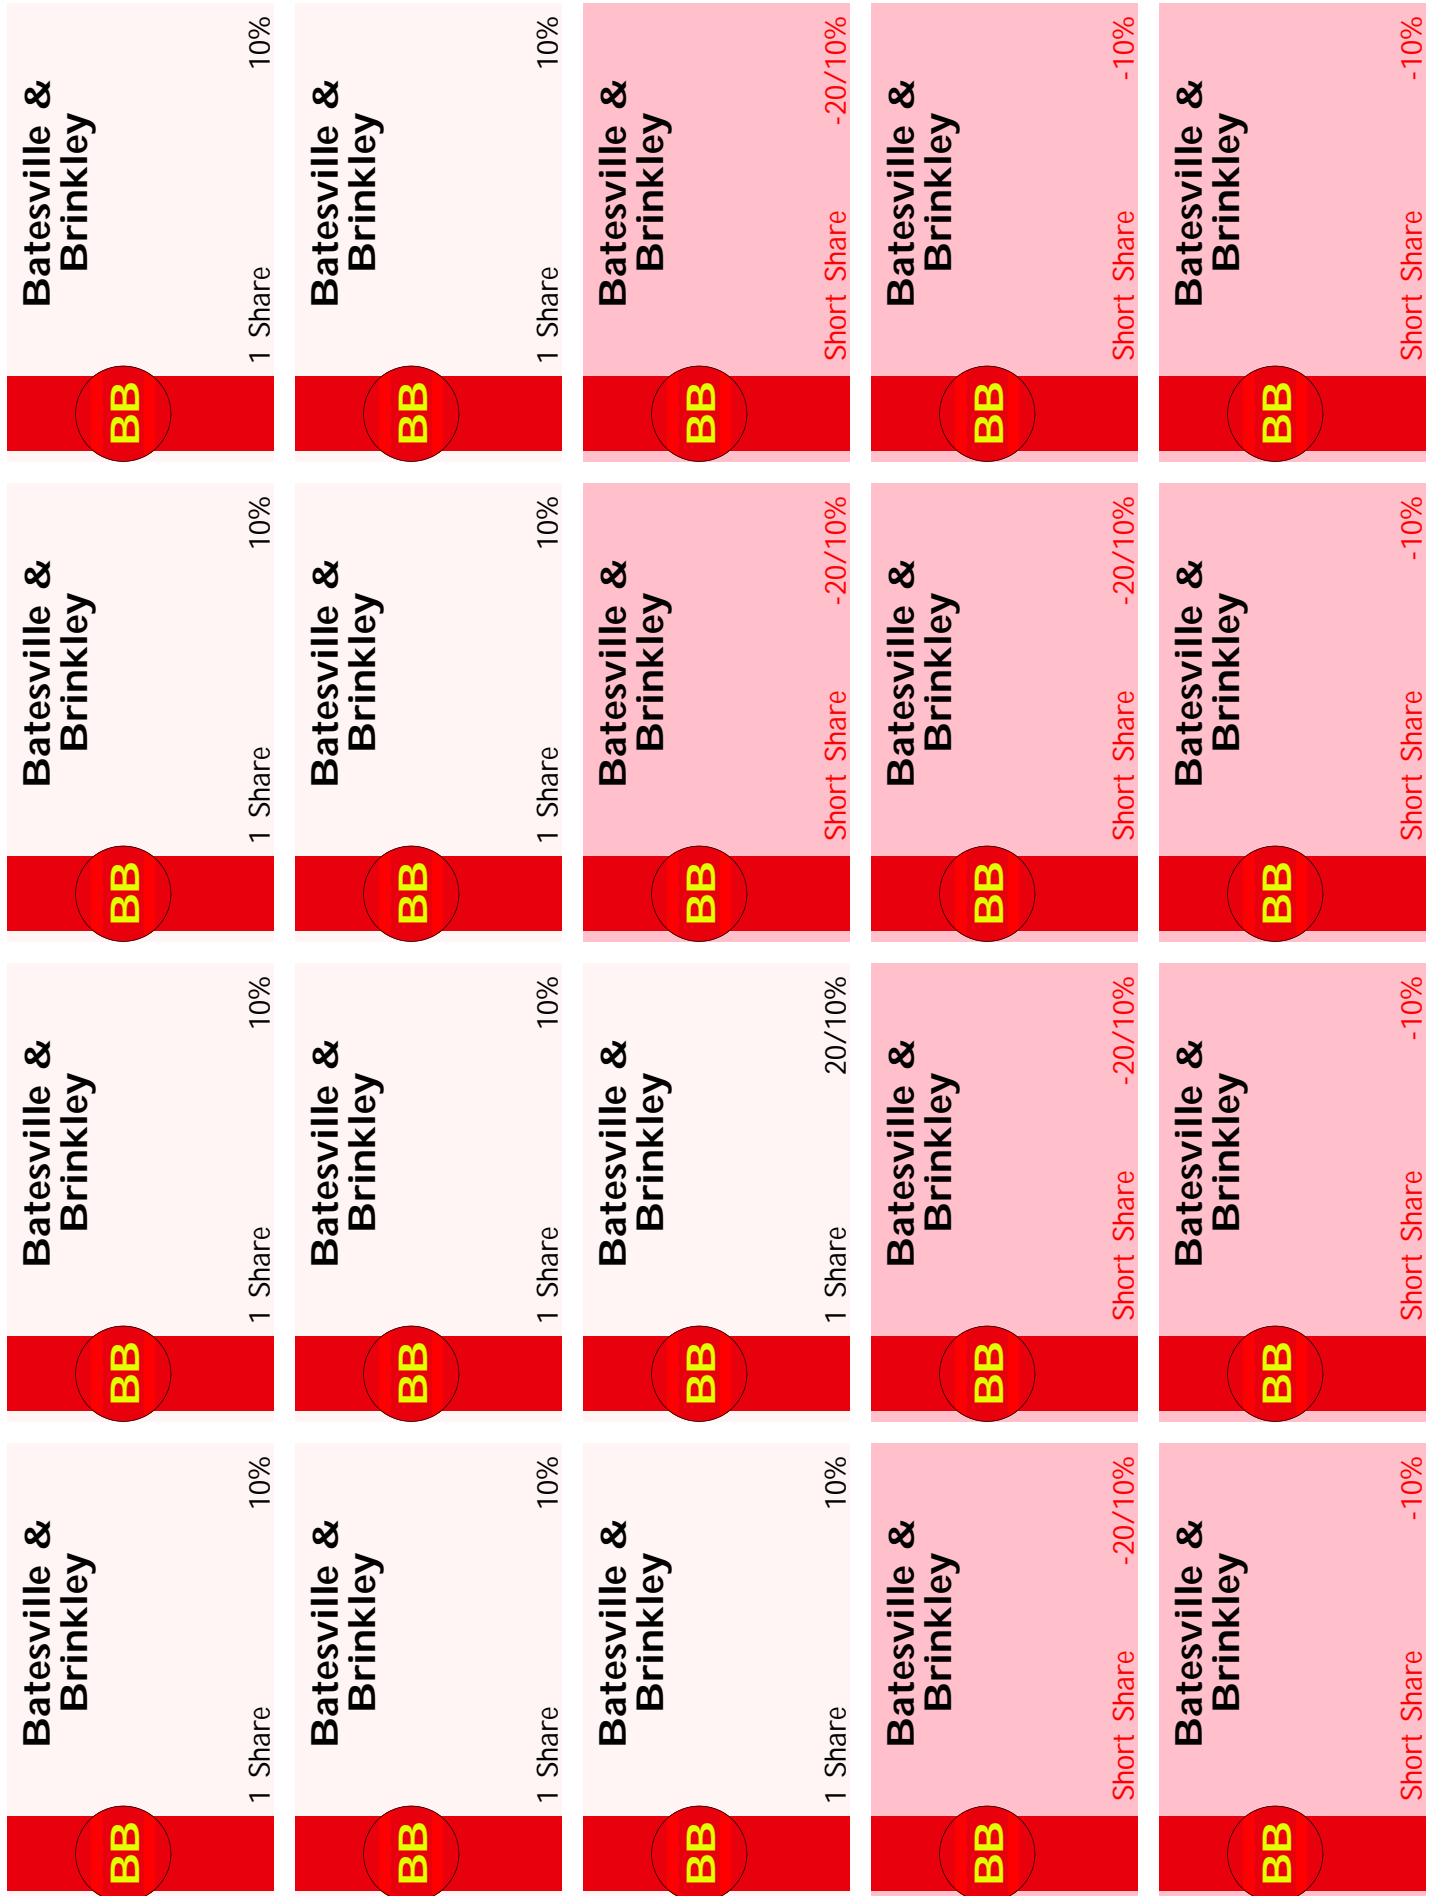 Batesville &
Brinkley
BB
1 Share 10%
Batesville &
Brinkley
BB
1 Share 10%
Batesville &
Brinkley
BB
1 Share 10%
Batesville &
Brinkley
BB
1 Share 10%
Batesville &
Brinkley
BB
1 Share 10%
Batesville &
Brinkley
BB
1 Share 10%
Batesville &
Brinkley
BB
1 Share 10%
Batesville &
Brinkley
BB
1 Share 10%
Batesville &
Brinkley
BB
1 Share 10%
Batesville &
Brinkley
BB
1 Share 20/10%
Batesville &
Brinkley
BB
Short Share -20/10%
Batesville &
Brinkley
BB
Short Share -20/10%
Batesville &
Brinkley
BB
Short Share -20/10%
Batesville &
Brinkley
BB
Short Share -20/10%
Batesville &
Brinkley
BB
Short Share -20/10%
Batesville &
Brinkley
BB
Short Share -10%
Batesville &
Brinkley
BB
Short Share -10%
Batesville &
Brinkley
BB
Short Share -10%
Batesville &
Brinkley
BB
Short Share -10%
Batesville &
Brinkley
BB
Short Share -10%